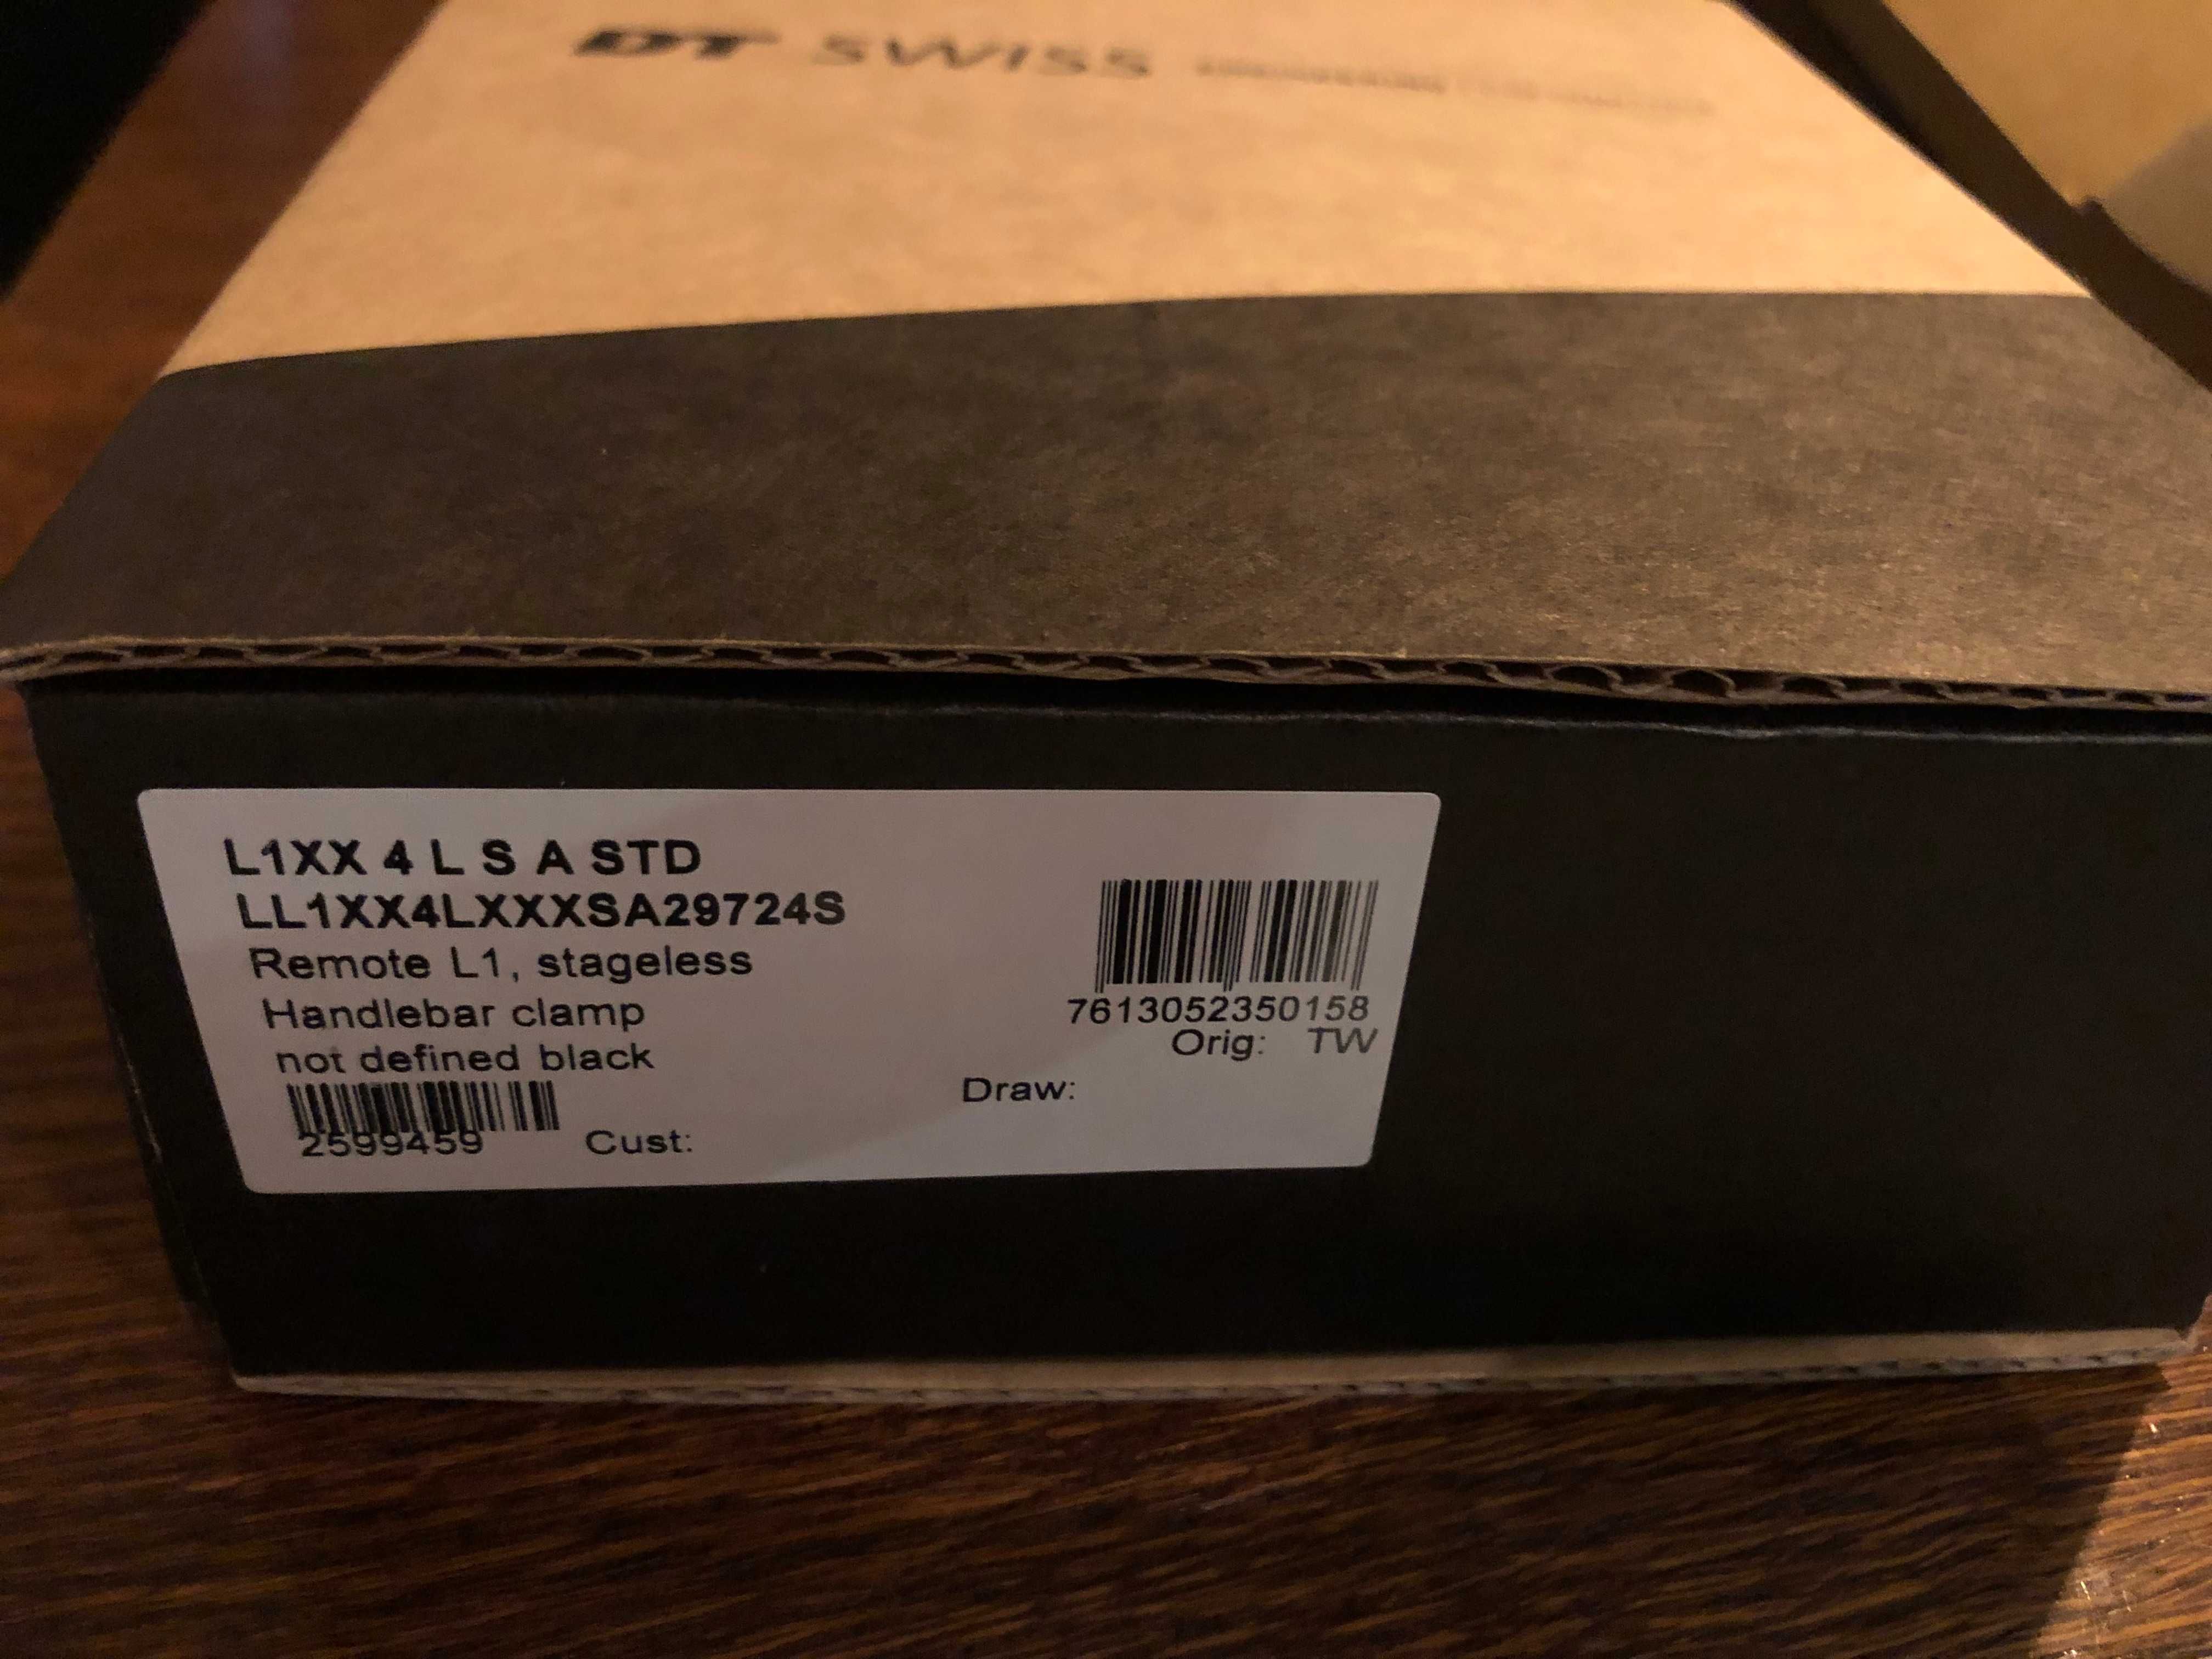 DT SWISS
L1XX 4 L S A STD
LL1XX4LXXXSA29724S
Remote L1, stageless
Handlebar clamp
not defined black
2599459
Cust:
7613052350158
Orig: TW
Draw: